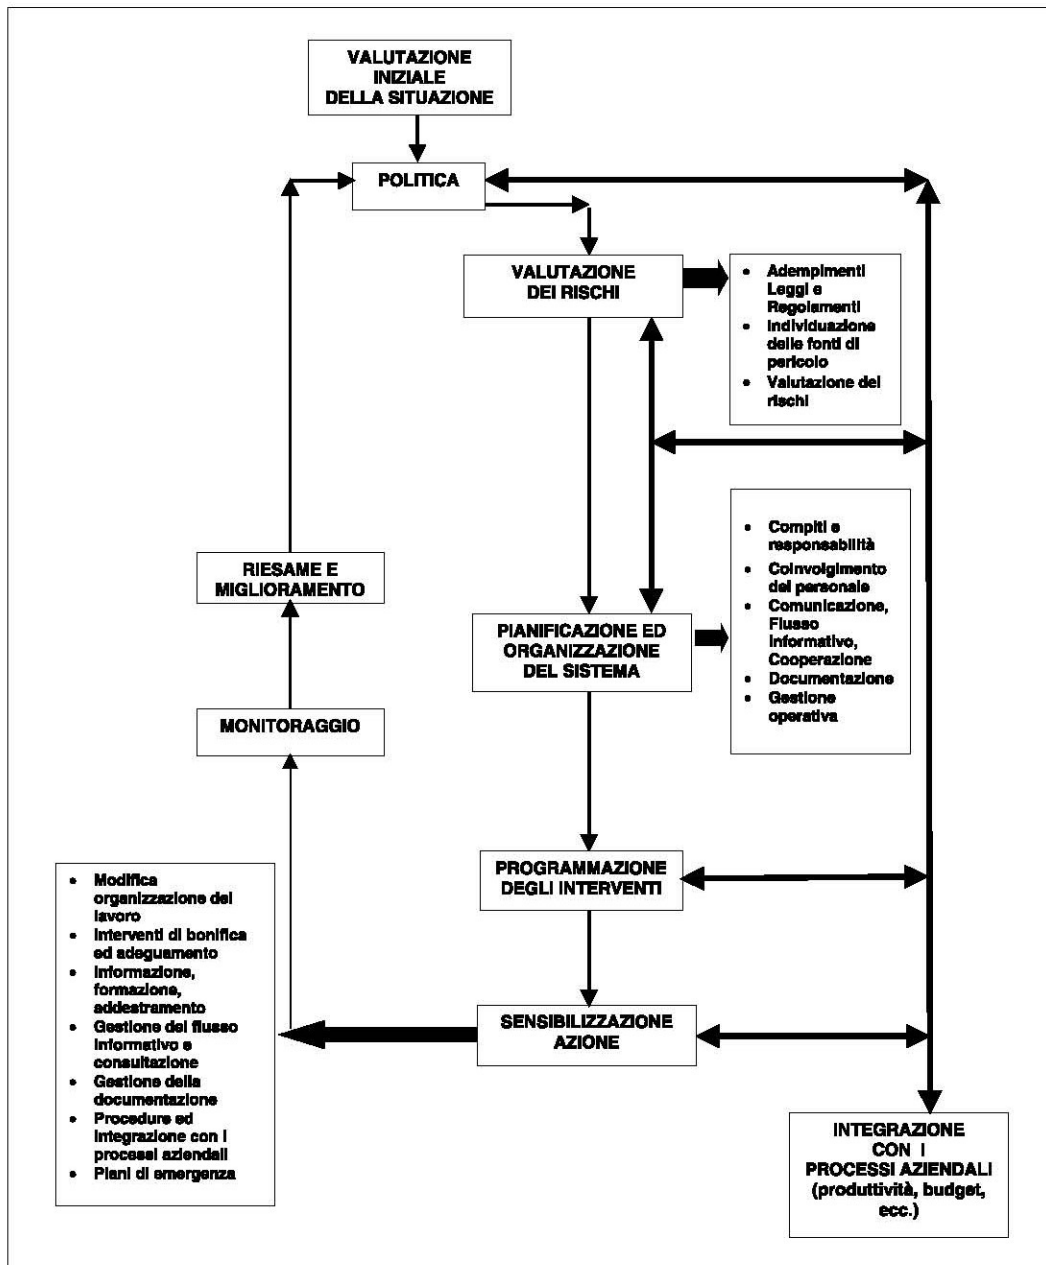 VALUTAZIONE
INIZIALE
DELLA SITUAZIONE
POLITICA
VALUTAZIONE
DEI RISCHI
• Adempimenti
Leggi e
Regolamenti
• Individuazione
delle fonti di
pericolo
• Valutazione dei
rischi
RIESAME E
MIGLIORAMENTO
PIANIFICAZIONE ED
ORGANIZZAZIONE
DEL SISTEMA
• Compiti e
responsabilità
• Coinvolgimento
del personale
• Comunicazione,
Flusso
Informativo,
Cooperazione
• Documentazione
• Gestione
operativa
MONITORAGGIO
PROGRAMMAZIONE
DEGLI INTERVENTI
• Modifica
organizzazione del
lavoro
• Interventi di bonifica
ed adeguamento
• Informazione,
formazione,
addestramento
• Gestione del flusso
informativo e
consultazione
• Gestione della
documentazione
• Procedure ed
integrazione con i
processi aziendali
• Piani di emergenza
SENSIBILIZZAZIONE
AZIONE
INTEGRAZIONE
CON I
PROCESSI AZIENDALI
(produttività, budget,
ecc.)